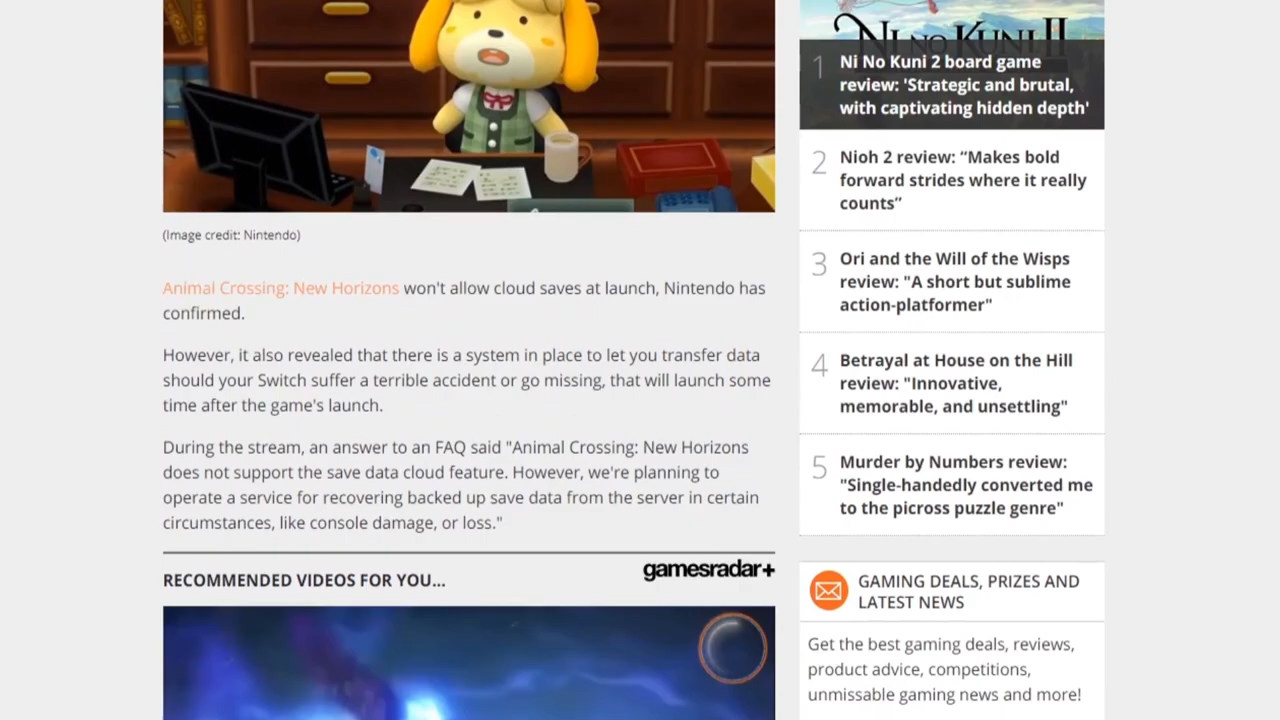 (Image credit: Nintendo)
Animal Crossing: New Horizons won't allow cloud saves at launch, Nintendo has
confirmed.
However, it also revealed that there is a system in place to let you transfer data
should your Switch suffer a terrible accident or go missing, that will launch some
time after the game's launch.
During the stream, an answer to an FAQ said "Animal Crossing: New Horizons
does not support the save data cloud feature. However, we're planning to
operate a service for recovering backed up save data from the server in certain
circumstances, like console damage, or loss."
RECOMMENDED VIDEOS FOR YOU...
gamesradar+
NI NO KUNI II
1
Ni No Kuni 2 board game
review: 'Strategic and brutal,
with captivating hidden depth'
2
Nioh 2 review: “Makes bold
forward strides where it really
counts”
3
Ori and the Will of the Wisps
review: "A short but sublime
action-platformer"
4
Betrayal at House on the Hill
review: "Innovative,
memorable, and unsettling"
5
Murder by Numbers review:
"Single-handedly converted me
to the picross puzzle genre"
GAMING DEALS, PRIZES AND
LATEST NEWS
Get the best gaming deals, reviews,
product advice, competitions,
unmissable gaming news and more!